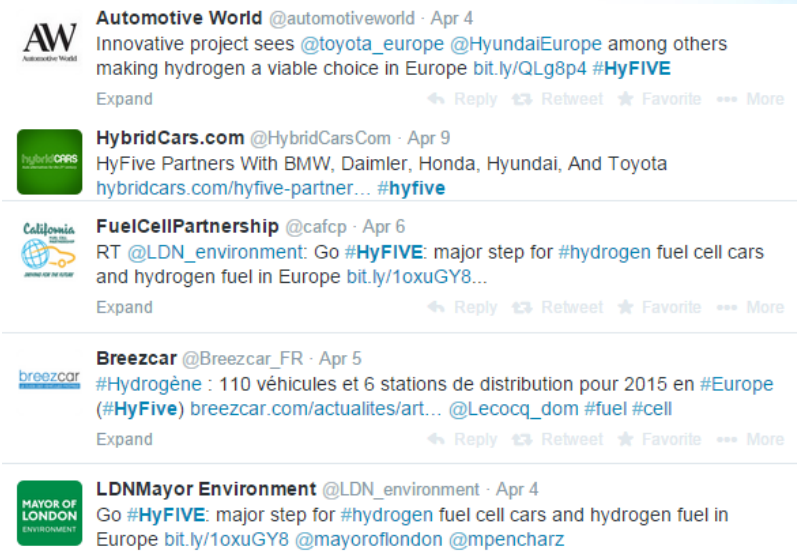 AW
Automotive World
Automotive World @automotiveworld · Apr 4
Innovative project sees @toyota_europe @HyundaiEurope among others
making hydrogen a viable choice in Europe bit.ly/QLg8p4 #HyFIVE
Expand Reply Retweet Favorite More
hybridCARS
HybridCars.com @HybridCarsCom · Apr 9
HyFive Partners With BMW, Daimler, Honda, Hyundai, And Toyota
hybridcars.com/hyfive-partner… #hyfive
California
FUEL CELL
PARTNERSHIP
DRIVING FOR THE FUTURE
FuelCellPartnership @cafcp · Apr 6
RT @LDN_environment: Go #HyFIVE: major step for #hydrogen fuel cell cars
and hydrogen fuel in Europe bit.ly/1oxuGY8...
Expand Reply Retweet Favorite More
breezcar
Breezcar @Breezcar_FR · Apr 5
#Hydrogène : 110 véhicules et 6 stations de distribution pour 2015 en #Europe
(#HyFive) breezcar.com/actualites/art… @Lecocq_dom #fuel #cell
Expand Reply Retweet Favorite More
MAYOR OF
LONDON
ENVIRONMENT
LDNMayor Environment @LDN_environment · Apr 4
Go #HyFIVE: major step for #hydrogen fuel cell cars and hydrogen fuel in
Europe bit.ly/1oxuGY8 @mayoroflondon @mpencharz